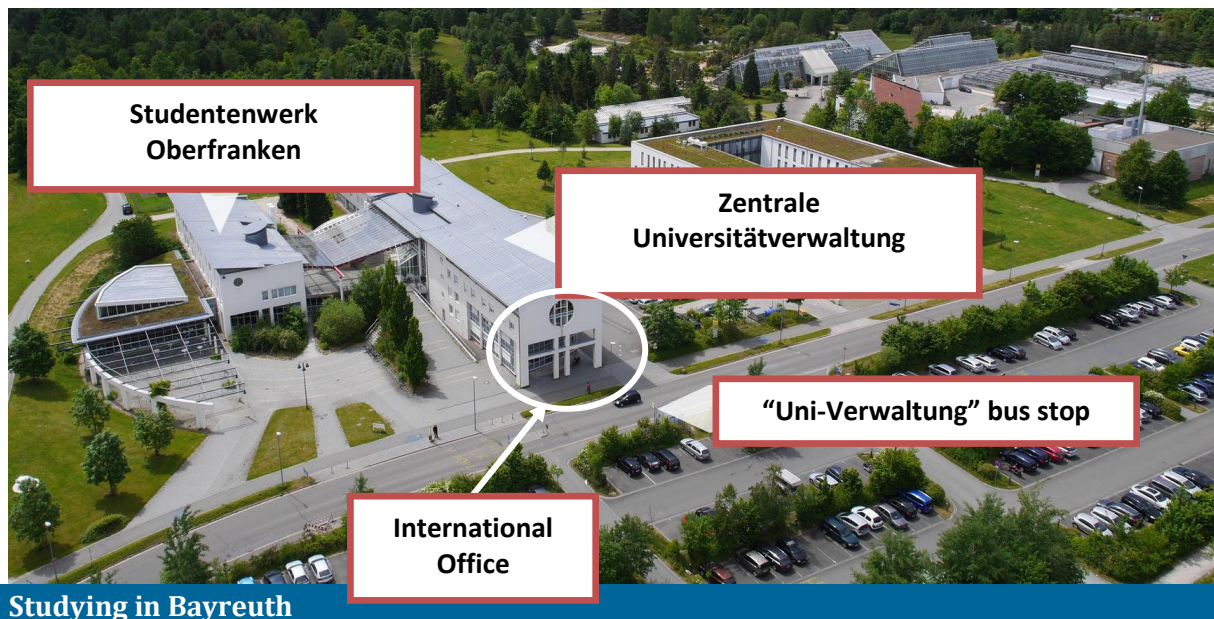 Studentenwerk
Oberfranken
Zentrale
Universitätverwaltung
“Uni-Verwaltung” bus stop
International
Office
Studying in Bayreuth